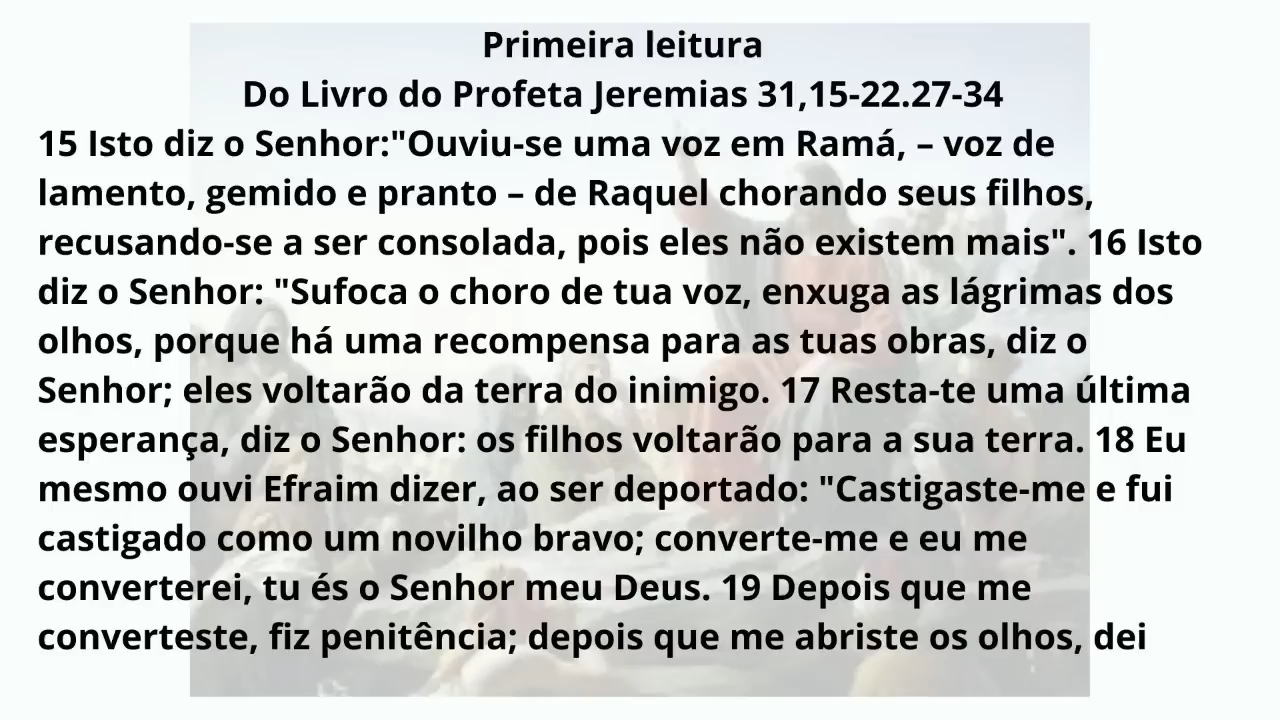 Primeira leitura
Do Livro do Profeta Jeremias 31,15-22.27-34
15 Isto diz o Senhor:"Ouviu-se uma voz em Ramá, – voz de
lamento, gemido e pranto – de Raquel chorando seus filhos,
recusando-se a ser consolada, pois eles não existem mais". 16 Isto
diz o Senhor: "Sufoca o choro de tua voz, enxuga as lágrimas dos
olhos, porque há uma recompensa para as tuas obras, diz o
Senhor; eles voltarão da terra do inimigo. 17 Resta-te uma última
esperança, diz o Senhor: os filhos voltarão para a sua terra. 18 Eu
mesmo ouvi Efraim dizer, ao ser deportado: "Castigaste-me e fui
castigado como um novilho bravo; converte-me e eu me
converterei, tu és o Senhor meu Deus. 19 Depois que me
converteste, fiz penitência; depois que me abriste os olhos, dei